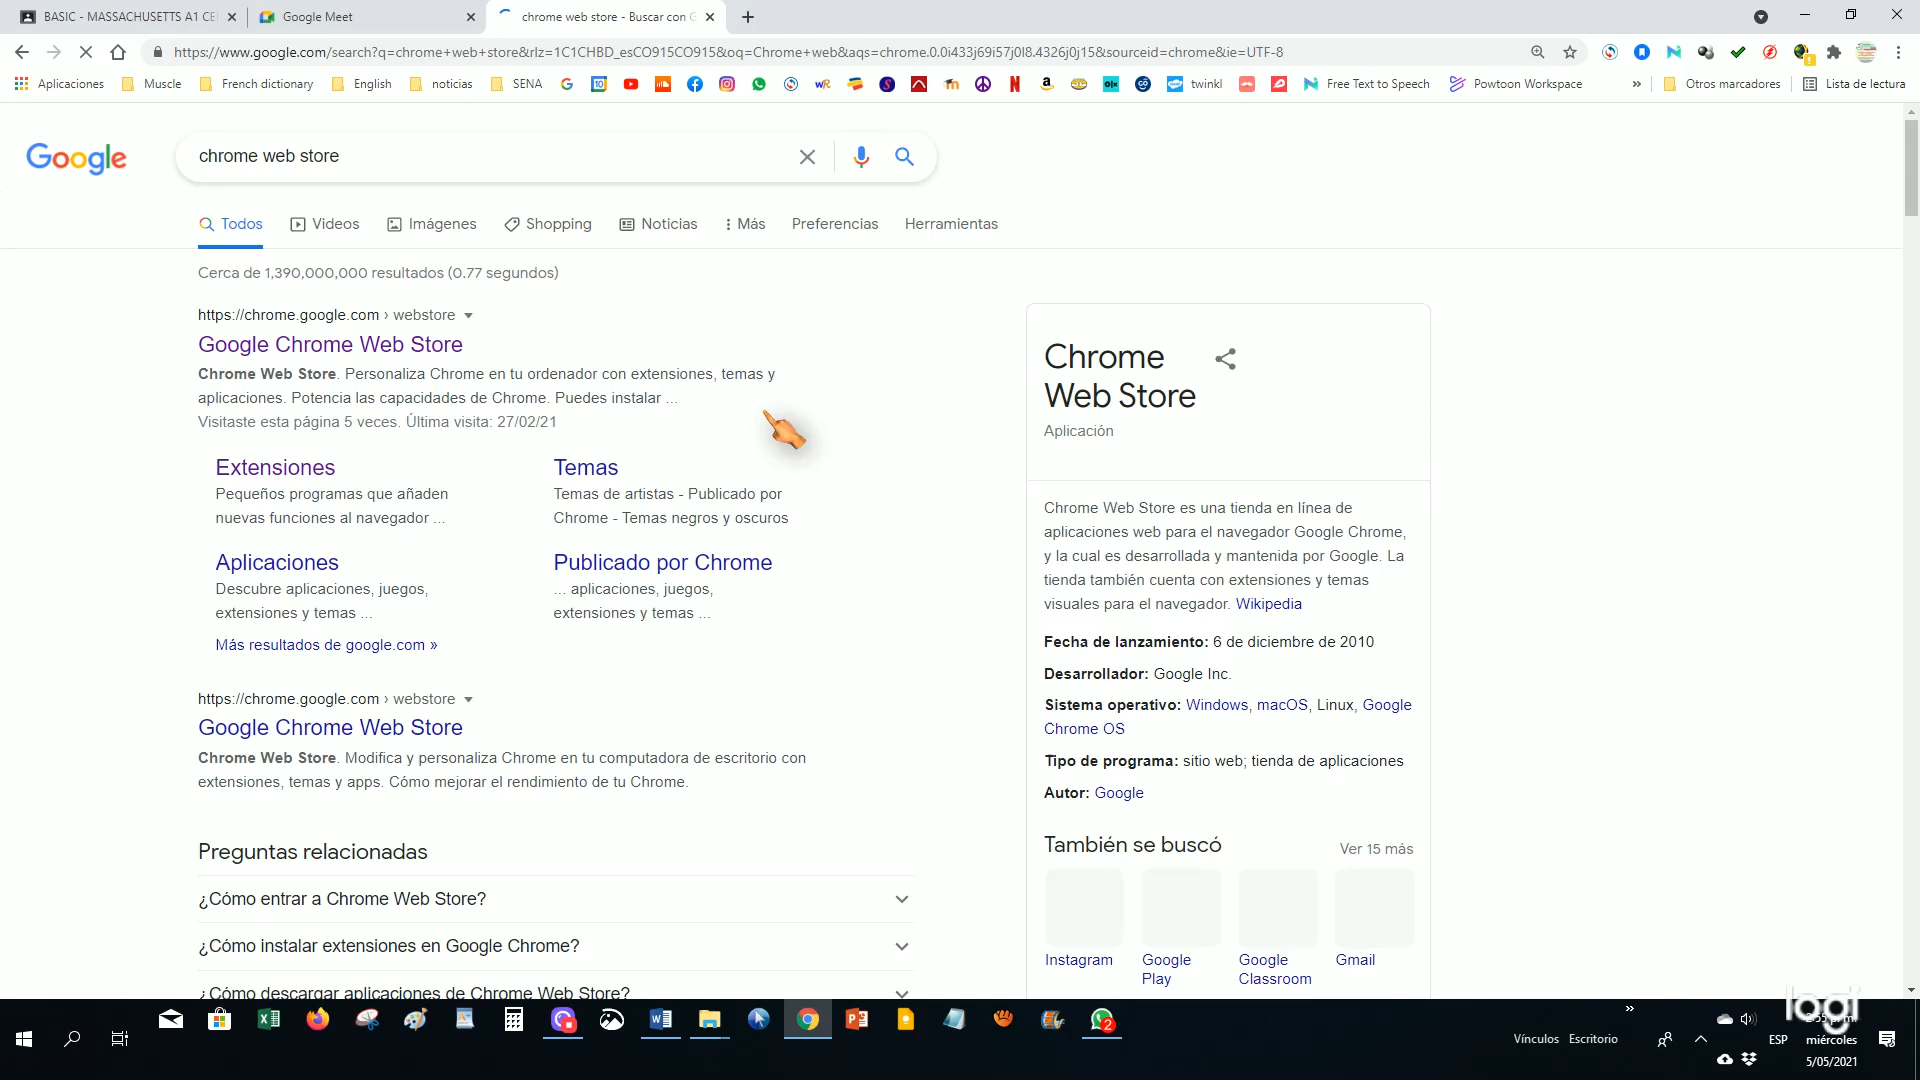 BASIC - MASSACHUSETTS A1 CE
Google Meet
chrome web store - Buscar con G
https://www.google.com/search?q=chrome+web+store&rlz=1C1CHBD_esCO915CO915&oq=Chrome+web&aqs=chrome.0.0i433j69i57j0l8.4326j0j15&sourceid=chrome&ie=UTF-8
Aplicaciones
Muscle
French dictionary
English
noticias
SENA
twinkl
Free Text to Speech
Powtoon Workspace
»
Otros marcadores
Lista de lectura
Google
chrome web store
Todos
Videos
Imágenes
Shopping
Noticias
Más
Preferencias
Herramientas
Cerca de 1,390,000,000 resultados (0.77 segundos)
https://chrome.google.com › webstore
Google Chrome Web Store
Chrome Web Store. Personaliza Chrome en tu ordenador con extensiones, temas y
aplicaciones. Potencia las capacidades de Chrome. Puedes instalar ...
Visitaste esta página 5 veces. Última visita: 27/02/21
Extensiones
Pequeños programas que añaden
nuevas funciones al navegador ...
Temas
Temas de artistas - Publicado por
Chrome - Temas negros y oscuros
Aplicaciones
Descubre aplicaciones, juegos,
extensiones y temas ...
Publicado por Chrome
... aplicaciones, juegos,
extensiones y temas ...
Más resultados de google.com »
https://chrome.google.com › webstore
Google Chrome Web Store
Chrome Web Store. Modifica y personaliza Chrome en tu computadora de escritorio con
extensiones, temas y apps. Cómo mejorar el rendimiento de tu Chrome.
Preguntas relacionadas
¿Cómo entrar a Chrome Web Store?
¿Cómo instalar extensiones en Google Chrome?
¿Cómo descargar aplicaciones de Chrome Web Store?
Chrome
Web Store
Aplicación
Chrome Web Store es una tienda en línea de
aplicaciones web para el navegador Google Chrome,
y la cual es desarrollada y mantenida por Google. La
tienda también cuenta con extensiones y temas
visuales para el navegador. Wikipedia
Fecha de lanzamiento: 6 de diciembre de 2010
Desarrollador: Google Inc.
Sistema operativo: Windows, macOS, Linux, Google
Chrome OS
Tipo de programa: sitio web; tienda de aplicaciones
Autor: Google
También se buscó
Ver 15 más
Instagram
Google
Play
Google
Classroom
Gmail
logi
»
Vínculos
Escritorio
ESP
miércoles
5/05/2021